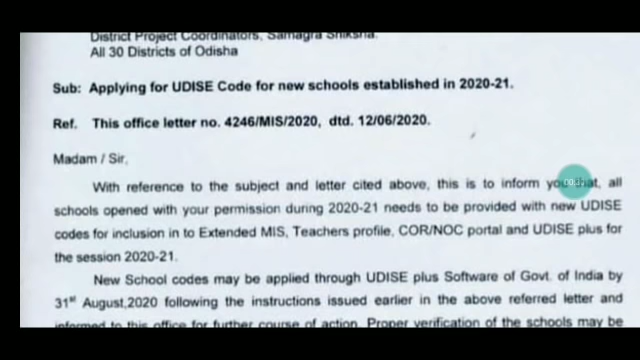 District Project Coordinators, Samagra Shiksha.
All 30 Districts of Odisha
Sub: Applying for UDISE Code for new schools established in 2020-21.
Ref. This office letter no. 4246/MIS/2020, dtd. 12/06/2020.
Madam / Sir,
With reference to the subject and letter cited above, this is to inform you that, all
schools opened with your permission during 2020-21 needs to be provided with new UDISE
codes for inclusion in to Extended MIS, Teachers profile, COR/NOC portal and UDISE plus for
the session 2020-21.
New School codes may be applied through UDISE plus Software of Govt. of India by
31st August,2020 following the instructions issued earlier in the above referred letter and
informed to this office for further course of action. Proper verification of the schools may be